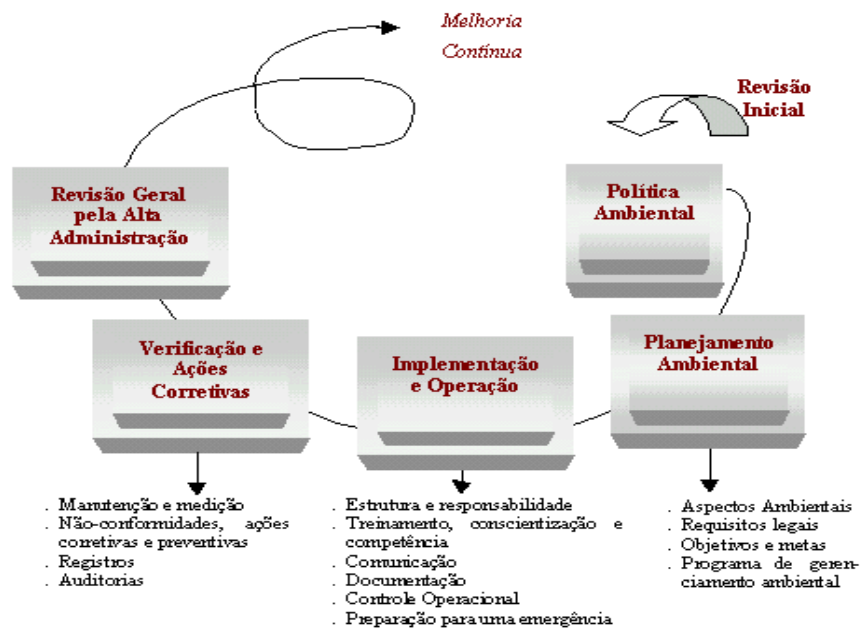 Melhoria
Contínua
Revisão
Inicial
Revisão Geral
pela Alta
Administração
Política
Ambiental
Verificação e
Ações
Corretivas
Implementação
e Operação
Planejamento
Ambiental
. Manutenção e medição
. Não-conformidades, ações
corretivas e preventivas
. Registros
. Auditorias
. Estrutura e responsabilidade
. Treinamento, conscientização e
competência
. Comunicação
. Documentação
. Controle Operacional
. Preparação para uma emergência
. Aspectos Ambientais
. Requisitos legais
. Objetivos e metas
. Programa de geren-
ciamento ambiental